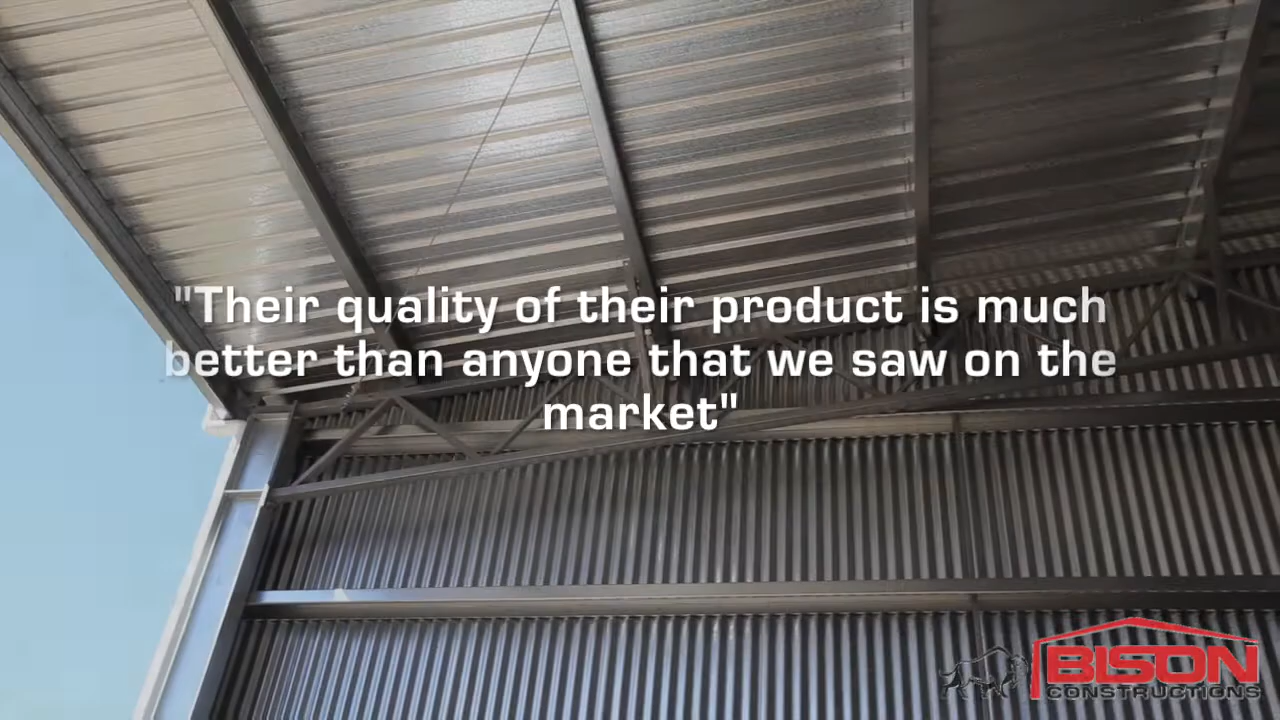 "Their quality of their product is much
better than anyone that we saw on the
market"
BISON
CONSTRUCTIONS